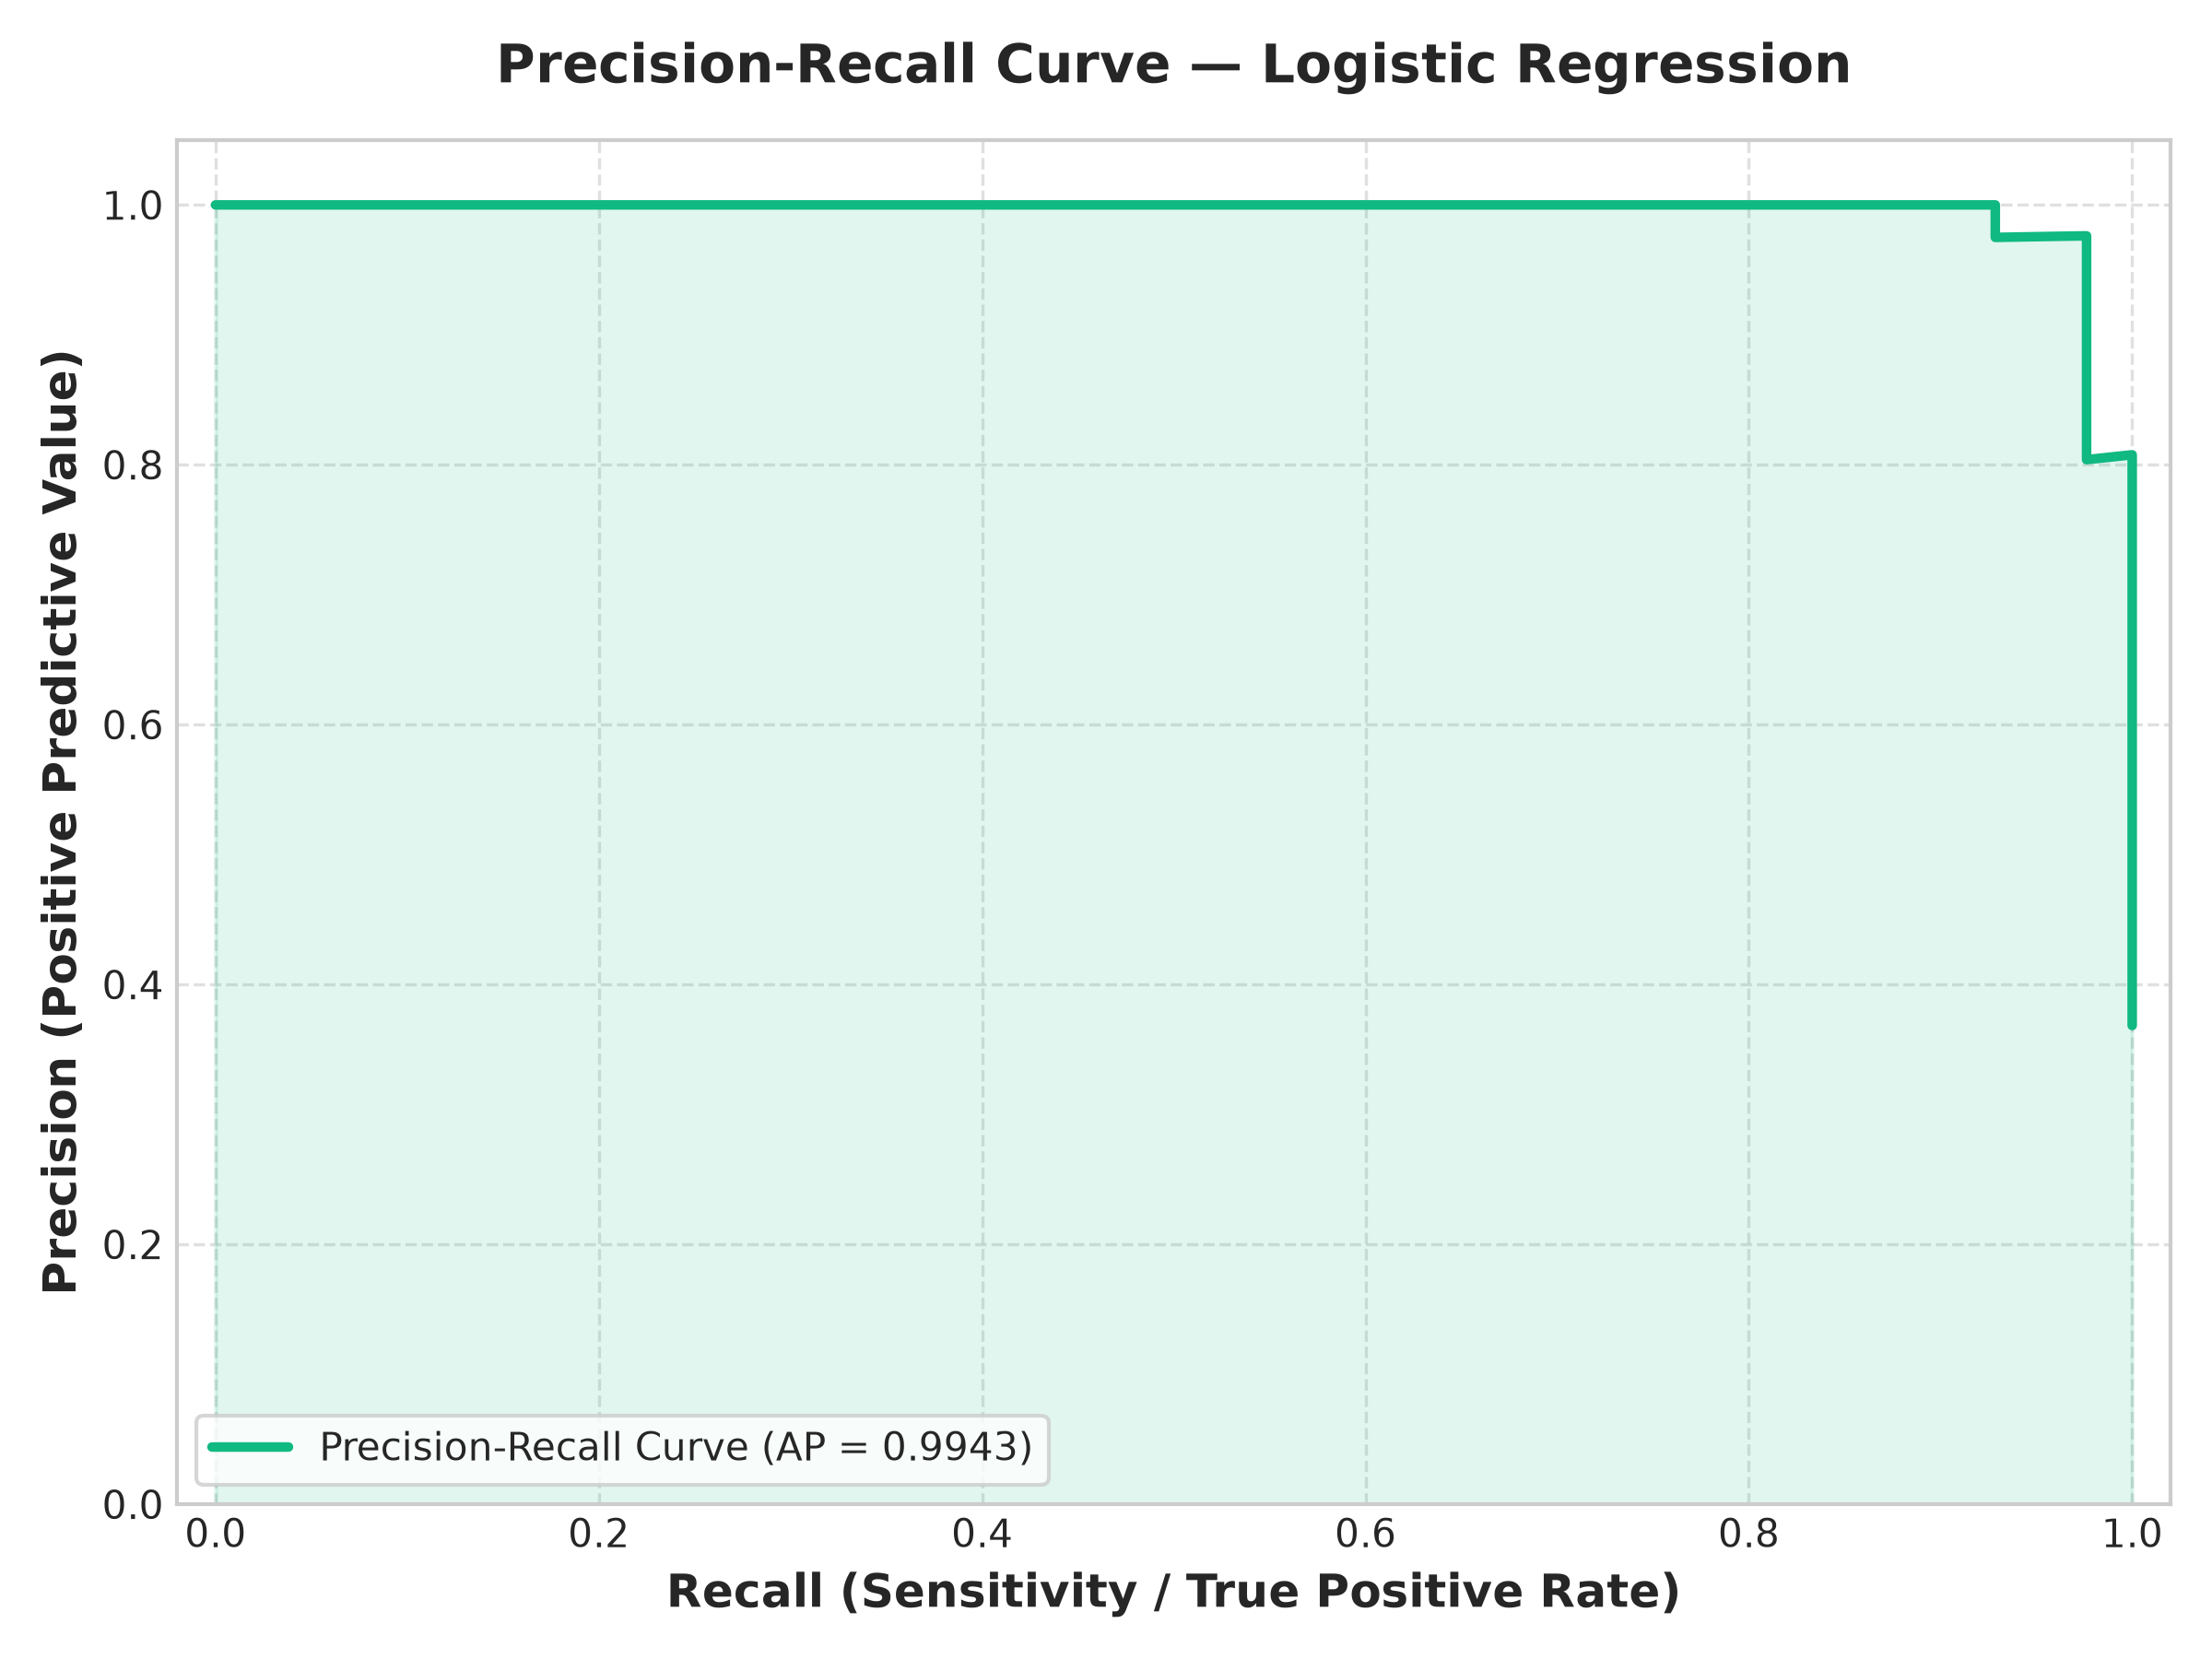 Precision-Recall Curve — Logistic Regression
Precision (Positive Predictive Value)
1.0
0.8
0.6
0.4
0.2
0.0
Precision-Recall Curve (AP = 0.9943)
0.0 0.2 0.4 0.6 0.8 1.0
Recall (Sensitivity / True Positive Rate)